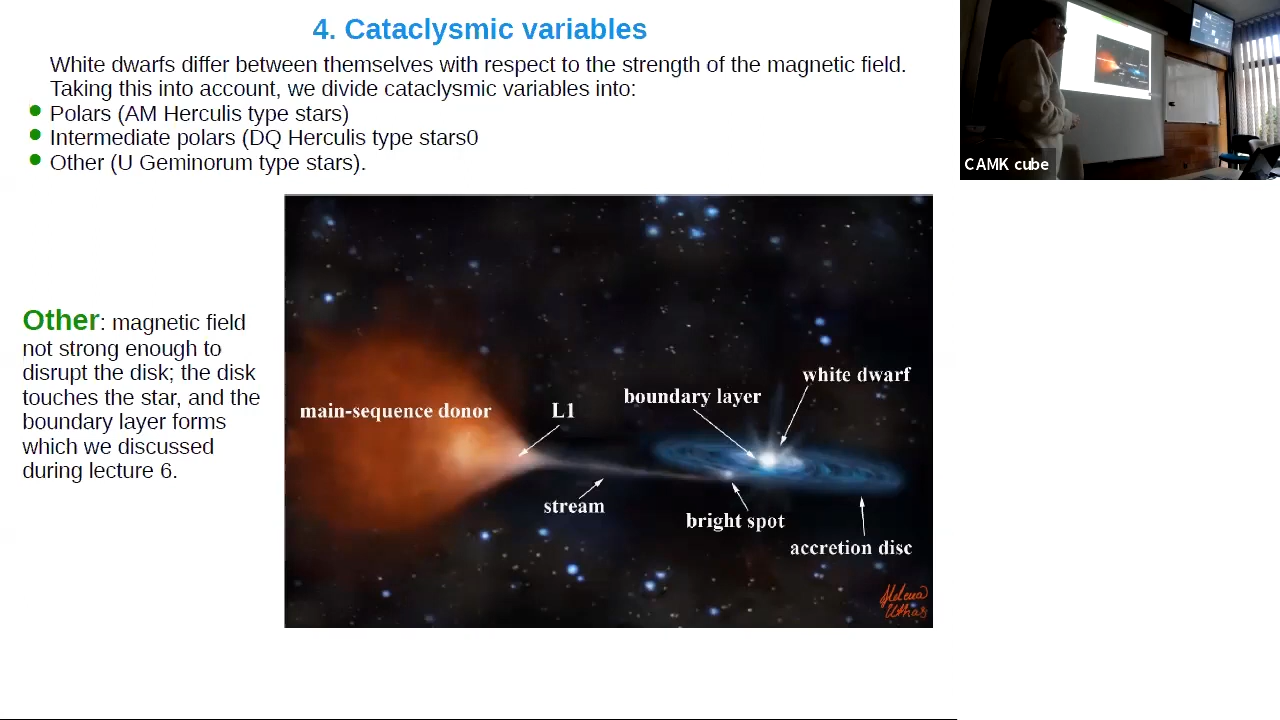 4. Cataclysmic variables
White dwarfs differ between themselves with respect to the strength of the magnetic field.
Taking this into account, we divide cataclysmic variables into:
Polars (AM Herculis type stars)
Intermediate polars (DQ Herculis type stars0
Other (U Geminorum type stars).
Other: magnetic field
not strong enough to
disrupt the disk; the disk
touches the star, and the
boundary layer forms
which we discussed
during lecture 6.
white dwarf
boundary layer
main-sequence donor
L1
stream
bright spot
accretion disc
Helena
Uthas
CAMK cube